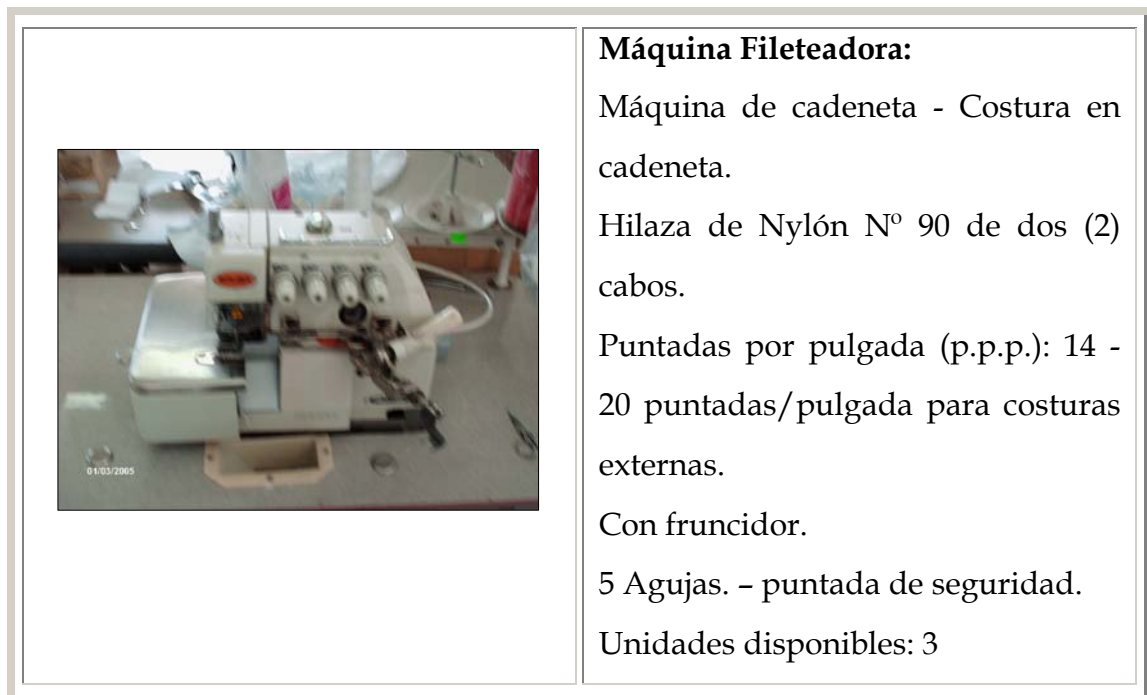 Máquina Fileteadora:
Máquina de cadeneta - Costura en
cadeneta.
Hilaza de Nylón Nº 90 de dos (2)
cabos.
Puntadas por pulgada (p.p.p.): 14 -
20 puntadas/pulgada para costuras
externas.
Con fruncidor.
5 Agujas. – puntada de seguridad.
Unidades disponibles: 3
01/03/2005